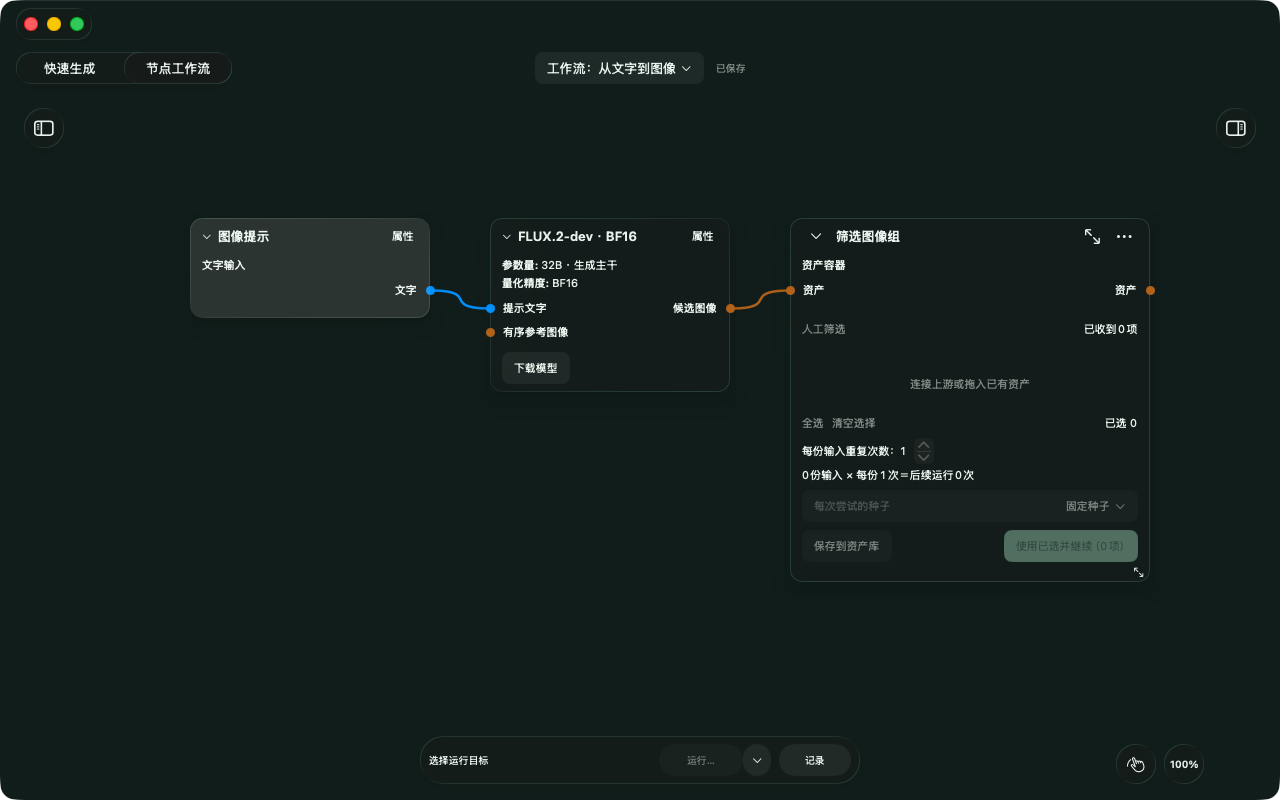 快速生成
节点工作流
工作流：从文字到图像
已保存
图像提示
属性
文字输入
文字
FLUX.2-dev · BF16
属性
参数量: 32B · 生成主干
量化精度: BF16
提示文字
候选图像
有序参考图像
下载模型
筛选图像组
资产容器
资产
资产
人工筛选
已收到 0 项
连接上游或拖入已有资产
全选
清空选择
已选 0
每份输入重复次数：1
0 份输入 × 每份 1 次＝后续运行 0 次
每次尝试的种子
固定种子
保存到资产库
使用已选并继续 (0 项)
选择运行目标
运行...
记录
100%